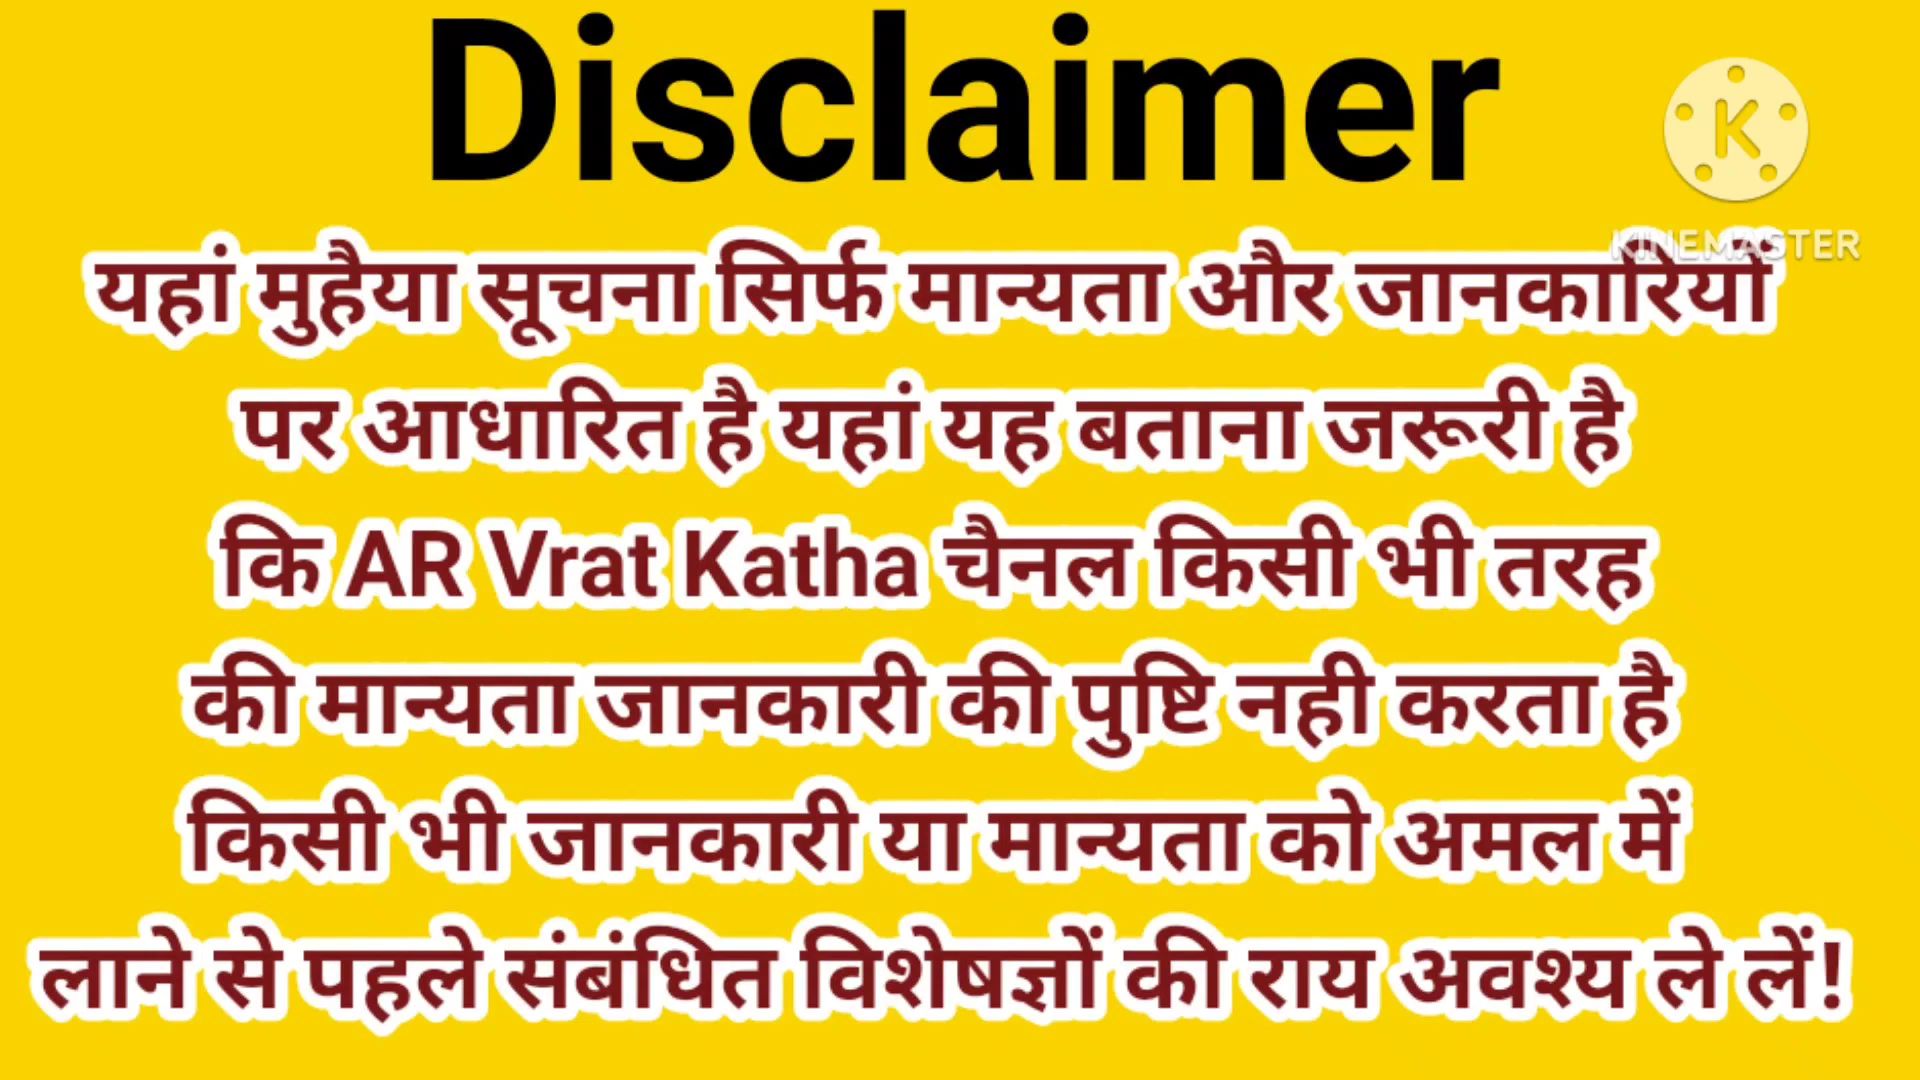 Disclaimer
K
KINEMASTER
यहां मुहैया सूचना सिर्फ मान्यता और जानकारियों
पर आधारित है यहां यह बताना जरूरी है
कि AR Vrat Katha चैनल किसी भी तरह
की मान्यता जानकारी की पुष्टि नही करता है
किसी भी जानकारी या मान्यता को अमल में
लाने से पहले संबंधित विशेषज्ञों की राय अवश्य ले लें!